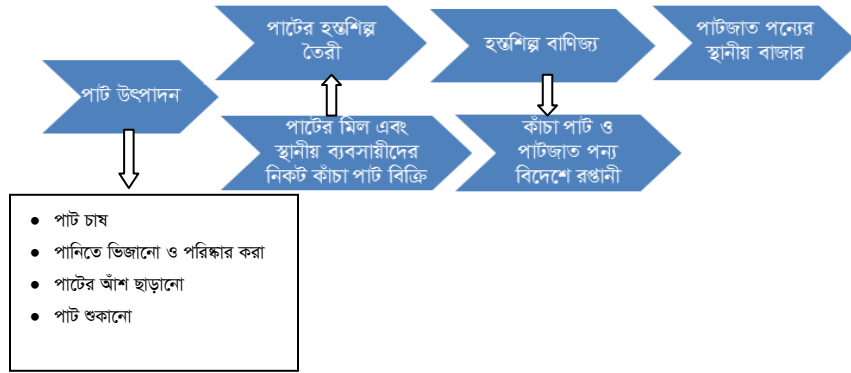 পাট উৎপাদন
পাটের হস্তশিল্প
তৈরী
হস্তশিল্প বাণিজ্য
পাটজাত পন্যের
স্থানীয় বাজার
পাটের মিল এবং
স্থানীয় ব্যবসায়ীদের
নিকট কাঁচা পাট বিক্রি
কাঁচা পাট ও
পাটজাত পন্য
বিদেশে রপ্তানী
● পাট চাষ
● পানিতে ভিজানো ও পরিষ্কার করা
● পাটের আঁশ ছাড়ানো
● পাট শুকানো